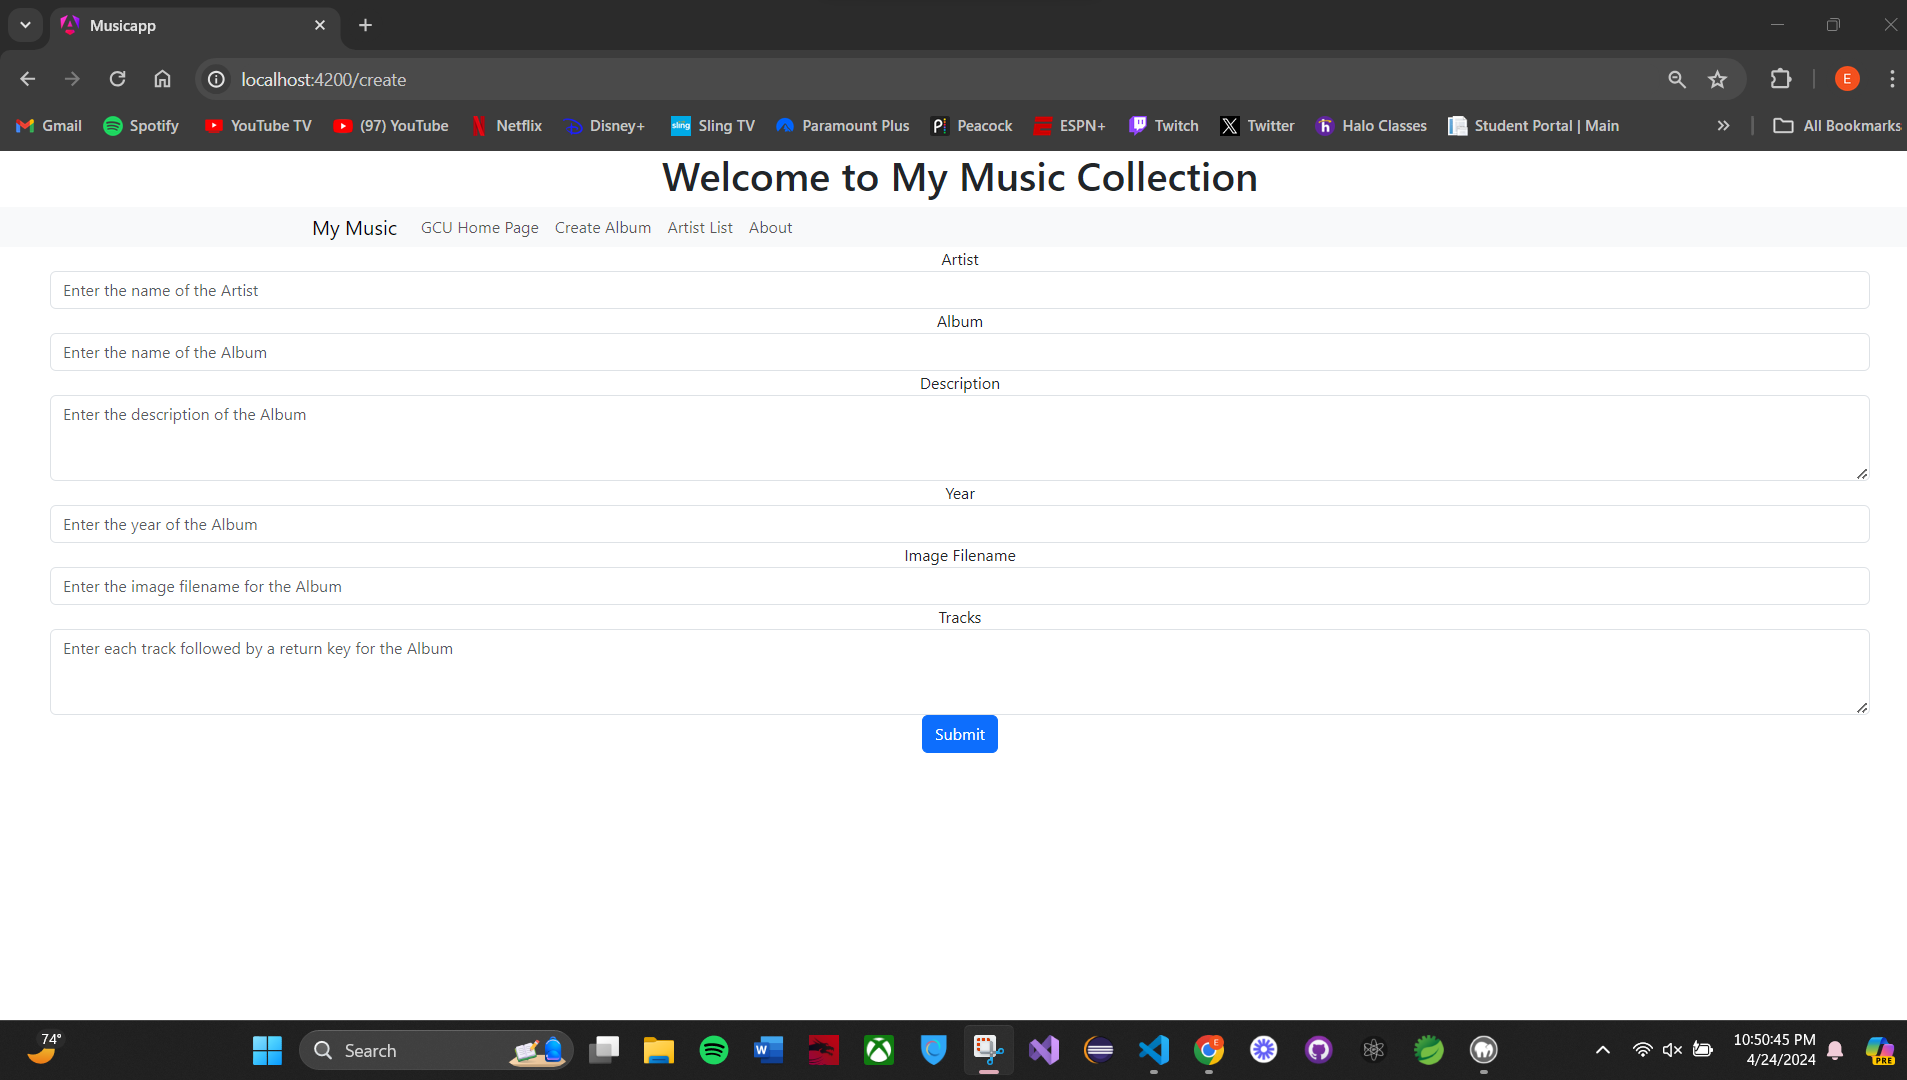 Musicapp
localhost:4200/create
E
Gmail Spotify YouTube TV (97) YouTube Netflix Disney+ sling Sling TV Paramount Plus Peacock ESPN+ Twitch X Twitter h Halo Classes Student Portal | Main » All Bookmarks
Welcome to My Music Collection
My Music GCU Home Page Create Album Artist List About
Artist
Enter the name of the Artist
Album
Enter the name of the Album
Description
Enter the description of the Album
Year
Enter the year of the Album
Image Filename
Enter the image filename for the Album
Tracks
Enter each track followed by a return key for the Album
Submit
74°
Search
W
E
10:50:45 PM
4/24/2024
PRE